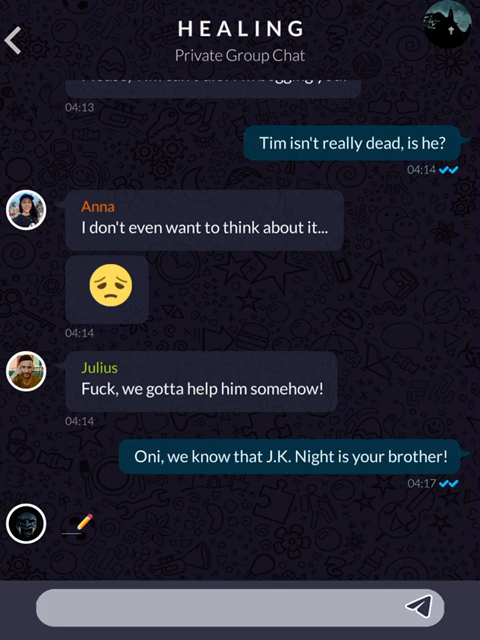 HEALING
Private Group Chat
04:13
Tim isn't really dead, is he?
04:14
Anna
I don't even want to think about it...
04:14
Julius
Fuck, we gotta help him somehow!
04:14
Oni, we know that J.K. Night is your brother!
04:17